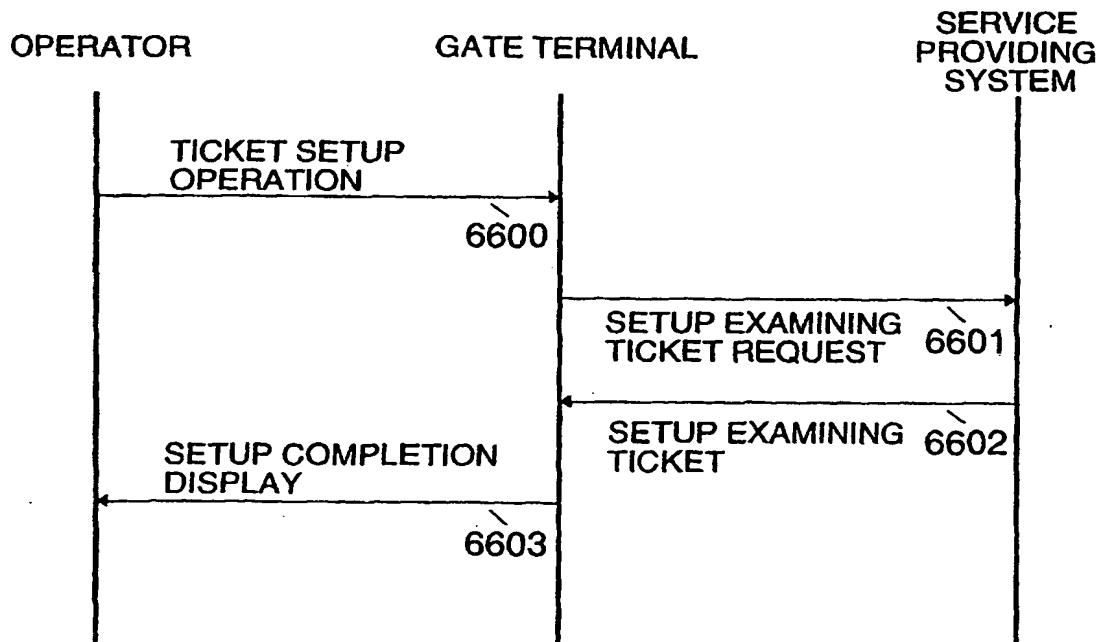 OPERATOR
GATE TERMINAL
SERVICE
PROVIDING
SYSTEM
TICKET SETUP
OPERATION
6600
SETUP EXAMINING
TICKET REQUEST
6601
SETUP EXAMINING
TICKET
6602
SETUP COMPLETION
DISPLAY
6603